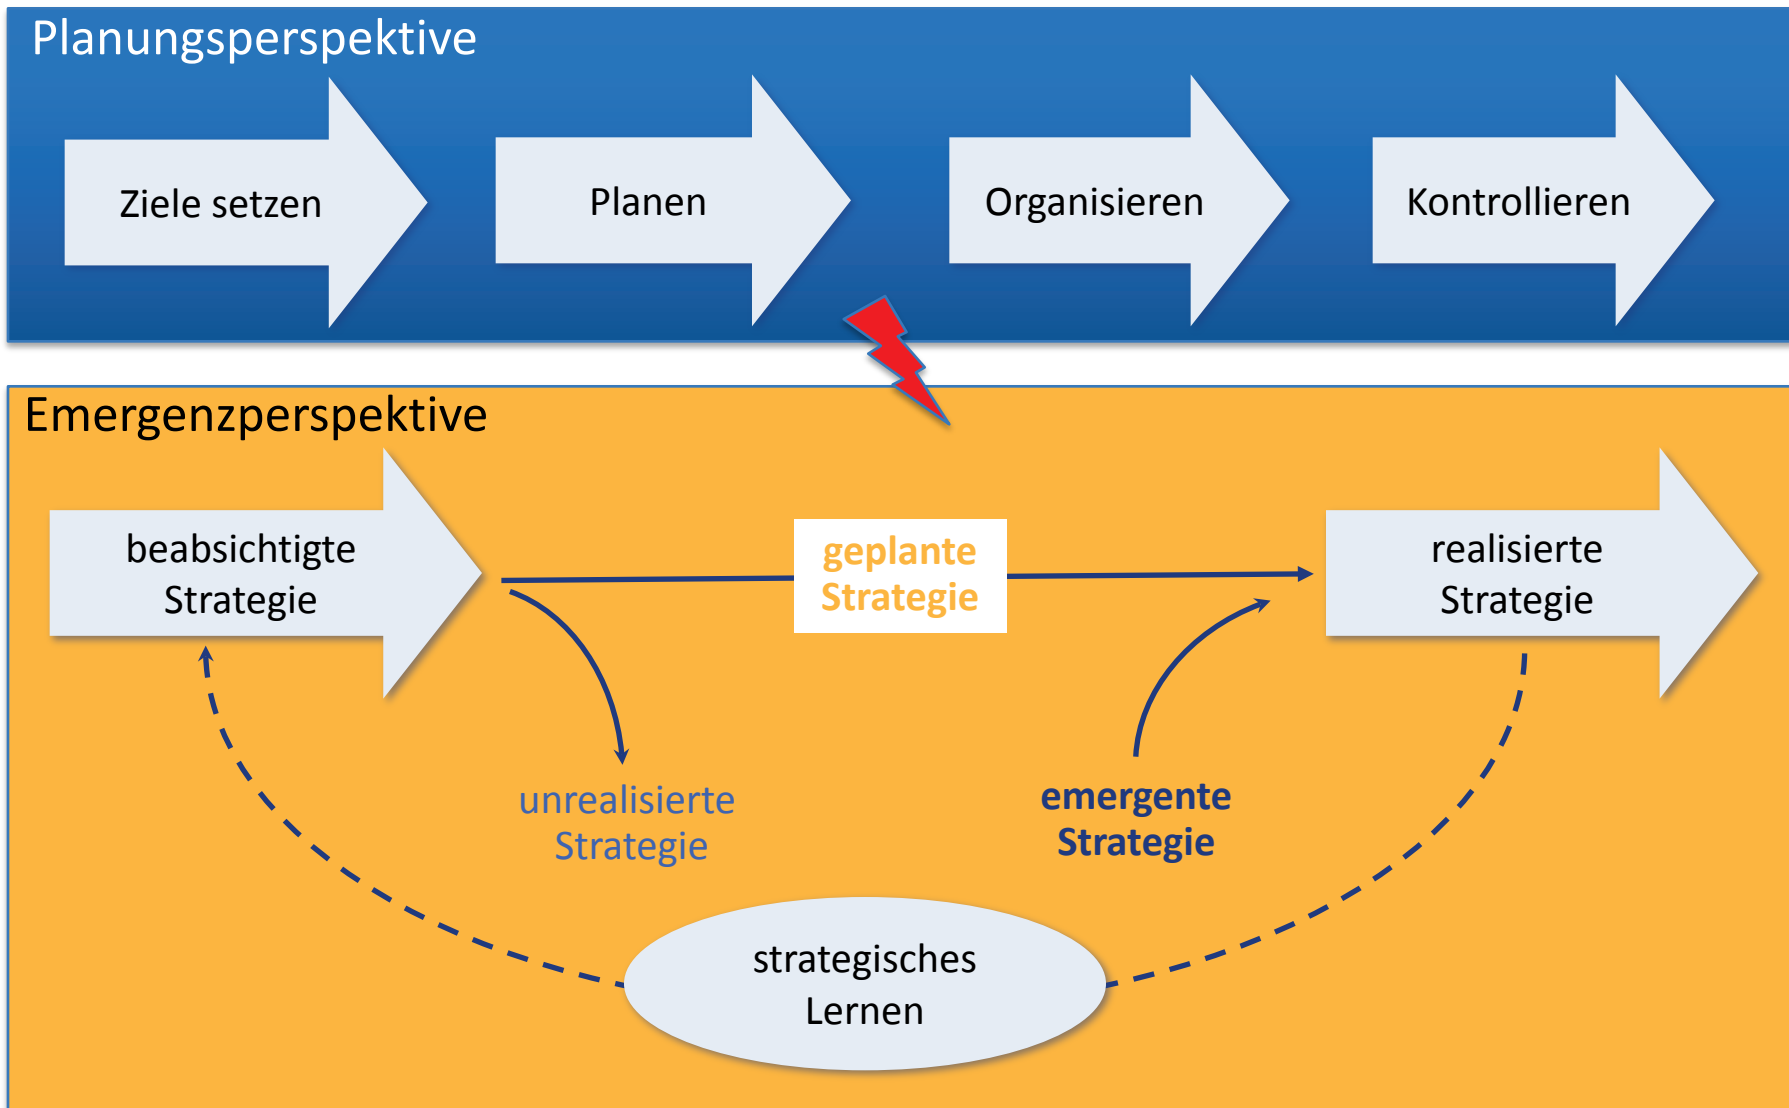 Planungsperspektive
Ziele setzen
Planen
Organisieren
Kontrollieren
Emergenzperspektive
beabsichtigte
Strategie
geplante
Strategie
realisierte
Strategie
unrealisierte
Strategie
emergente
Strategie
strategisches
Lernen